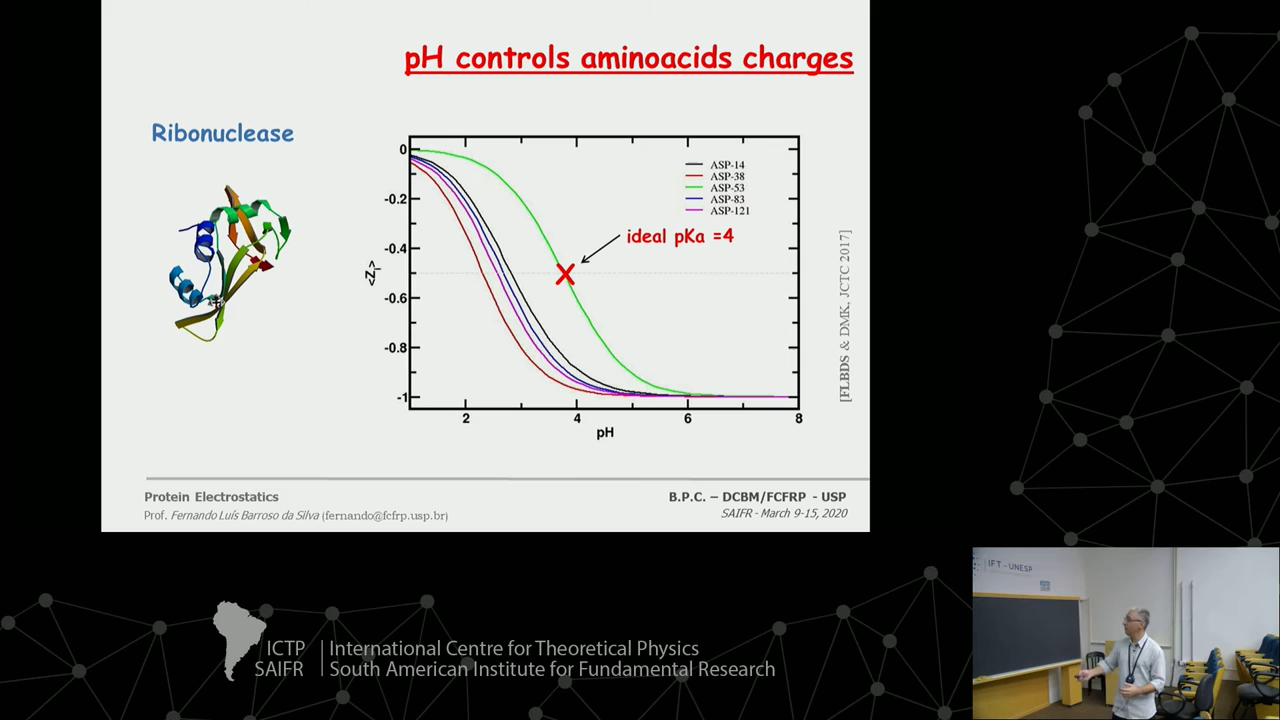 pH controls aminoacids charges
Ribonuclease
0
-0.2
-0.4
-0.6
-0.8
-1
<Zi>
2
4
6
8
pH
ASP-14
ASP-38
ASP-53
ASP-83
ASP-121
ideal pKa =4
[FLBDS & DMK, JCTC 2017]
Protein Electrostatics
Prof. Fernando Luís Barroso da Silva (fernando@fcfrp.usp.br)
B.P.C. – DCBM/FCFRP - USP
SAIFR - March 9-15, 2020
IFT - UNESP
ICTP International Centre for Theoretical Physics
SAIFR South American Institute for Fundamental Research